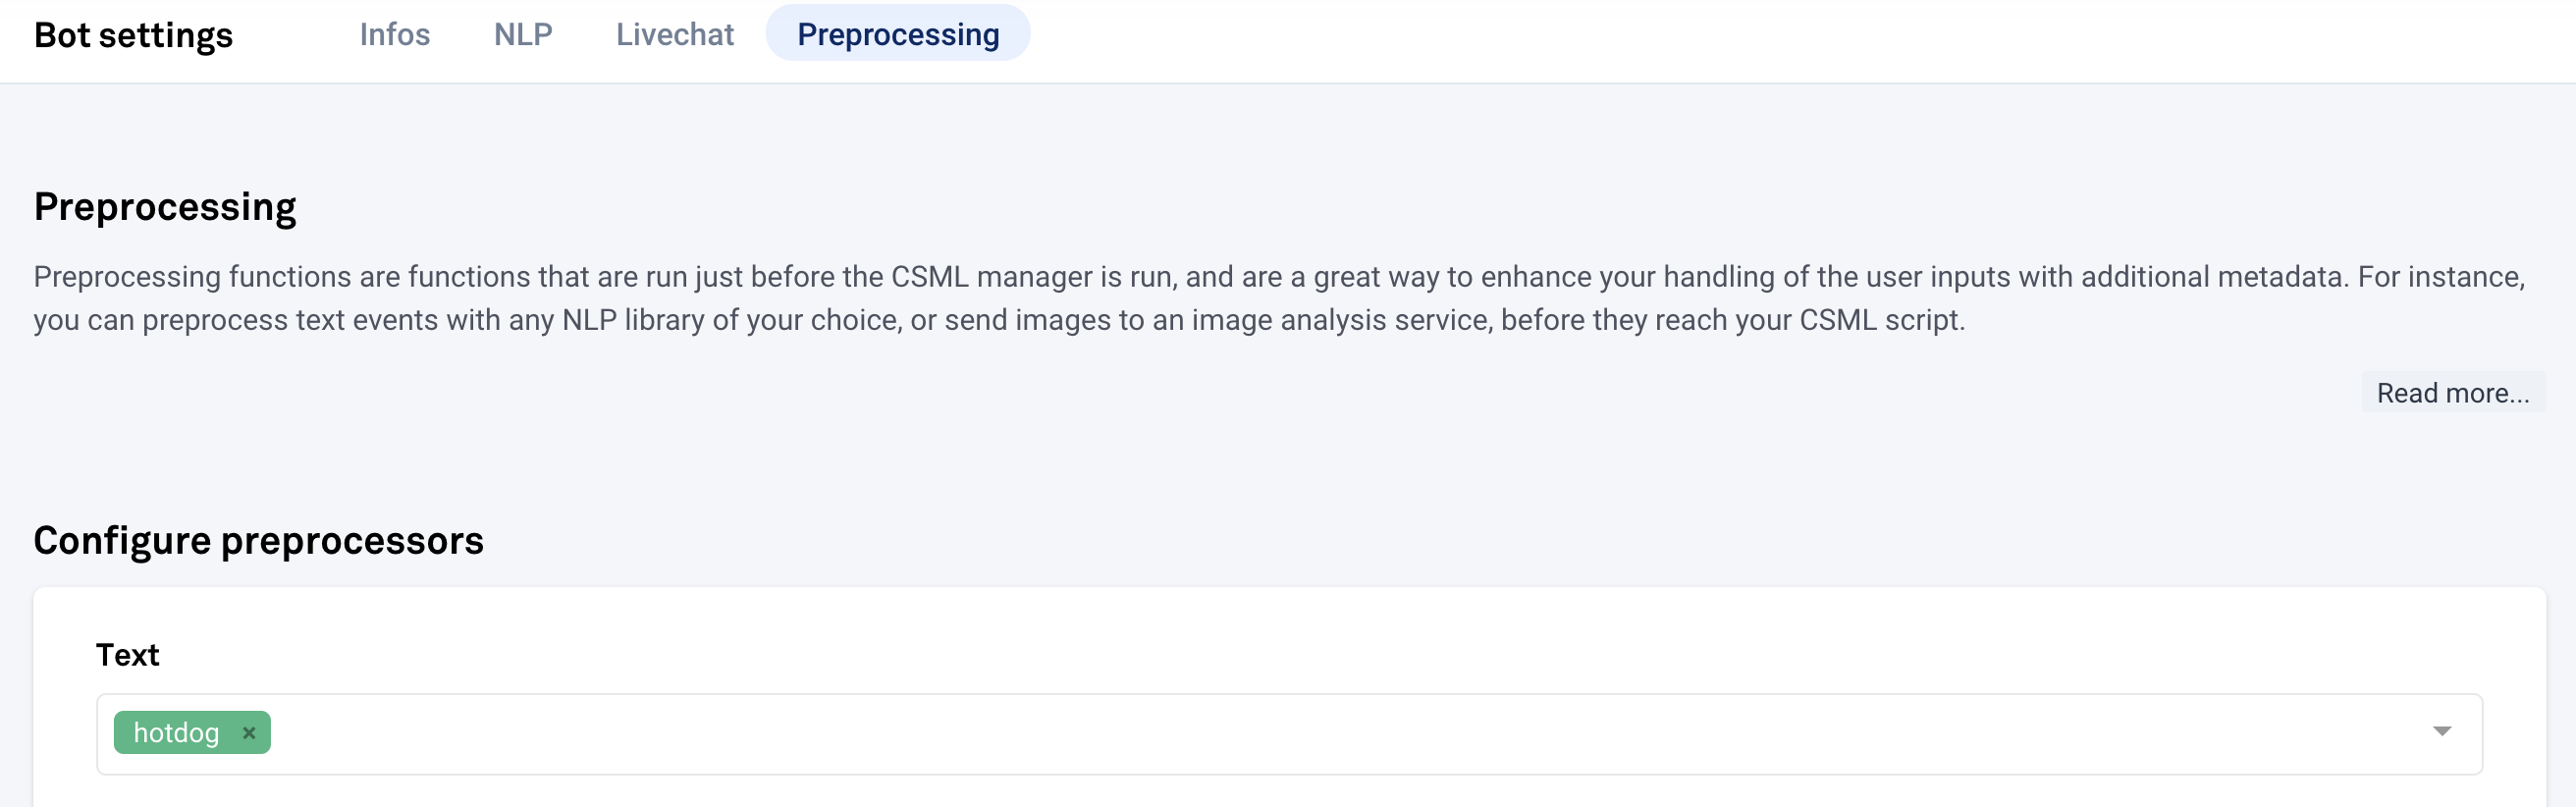 Bot settings Infos NLP Livechat Preprocessing
Preprocessing
Preprocessing functions are functions that are run just before the CSML manager is run, and are a great way to enhance your handling of the user inputs with additional metadata. For instance,
you can preprocess text events with any NLP library of your choice, or send images to an image analysis service, before they reach your CSML script.
Read more...
Configure preprocessors
Text
hotdog ×